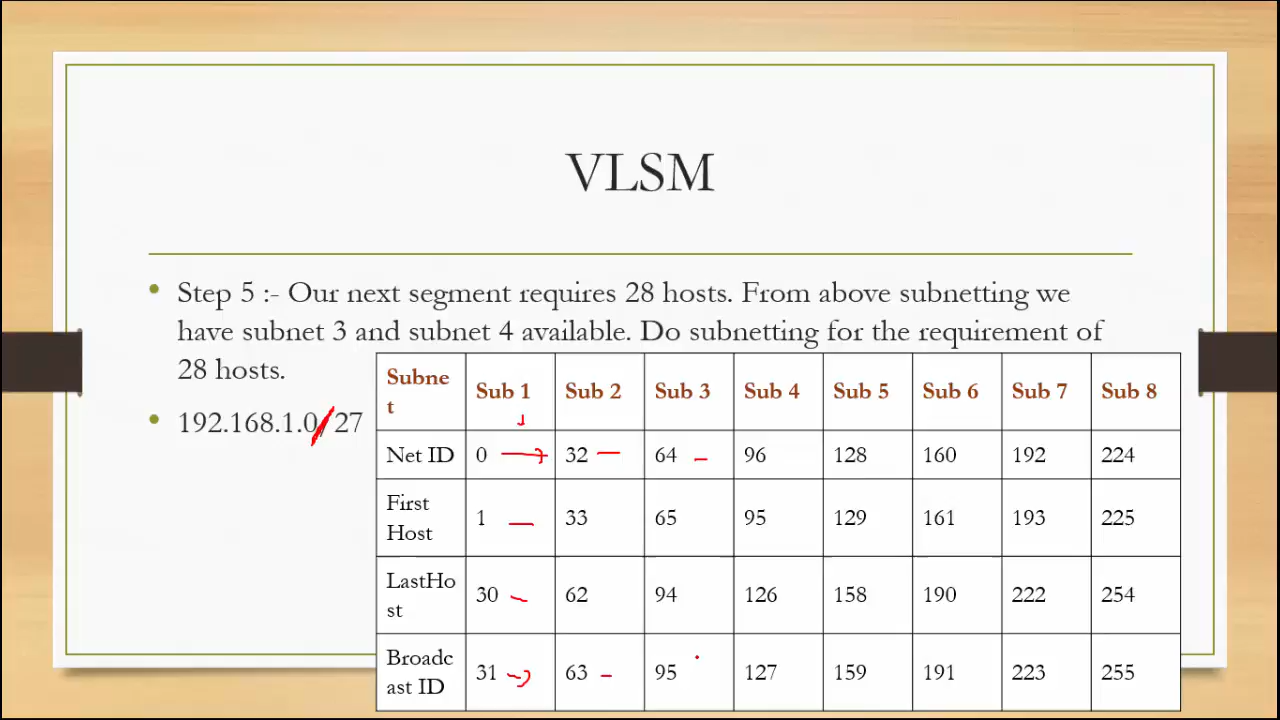 VLSM
Step 5 :- Our next segment requires 28 hosts. From above subnetting we
have subnet 3 and subnet 4 available. Do subnetting for the requirement of
28 hosts.
192.168.1.0/ 27
Subne
t
Sub 1 Sub 2 Sub 3 Sub 4 Sub 5 Sub 6 Sub 7 Sub 8
Net ID 0 32 64 96 128 160 192 224
First
Host
1 33 65 95 129 161 193 225
LastHo
st
30 62 94 126 158 190 222 254
Broadc
ast ID
31 63 95 127 159 191 223 255